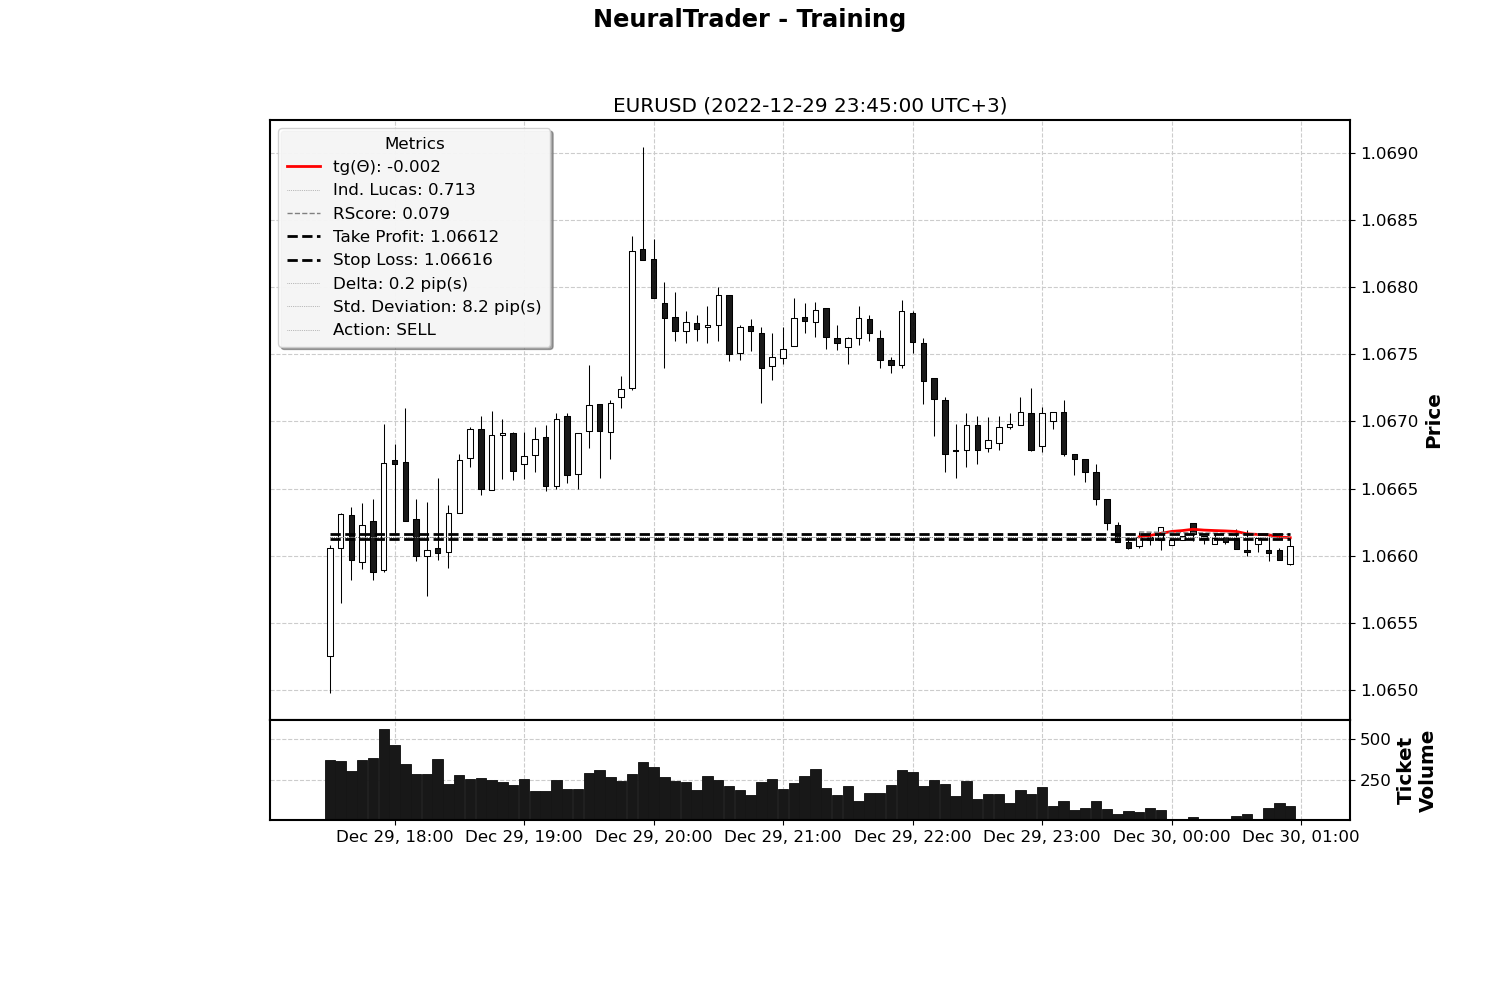 NeuralTrader - Training
EURUSD (2022-12-29 23:45:00 UTC+3)
Metrics
tg(Θ): -0.002
Ind. Lucas: 0.713
RScore: 0.079
Take Profit: 1.06612
Stop Loss: 1.06616
Delta: 0.2 pip(s)
Std. Deviation: 8.2 pip(s)
Action: SELL
1.0690
1.0685
1.0680
1.0675
1.0670
1.0665
1.0660
1.0655
1.0650
Price
500
250
Ticket
Volume
Dec 29, 18:00 Dec 29, 19:00 Dec 29, 20:00 Dec 29, 21:00 Dec 29, 22:00 Dec 29, 23:00 Dec 30, 00:00 Dec 30, 01:00